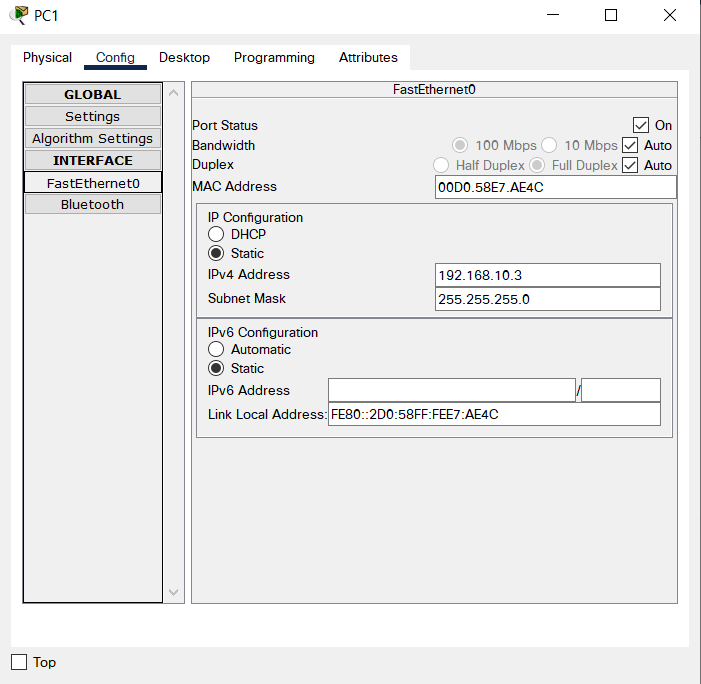 PC1
Physical Config Desktop Programming Attributes
GLOBAL
Settings
Algorithm Settings
INTERFACE
FastEthernet0
Bluetooth
FastEthernet0
Port Status On
Bandwidth 100 Mbps 10 Mbps Auto
Duplex Half Duplex Full Duplex Auto
MAC Address 00D0.58E7.AE4C
IP Configuration
DHCP
Static
IPv4 Address 192.168.10.3
Subnet Mask 255.255.255.0
IPv6 Configuration
Automatic
Static
IPv6 Address /
Link Local Address: FE80::2D0:58FF:FEE7:AE4C
Top